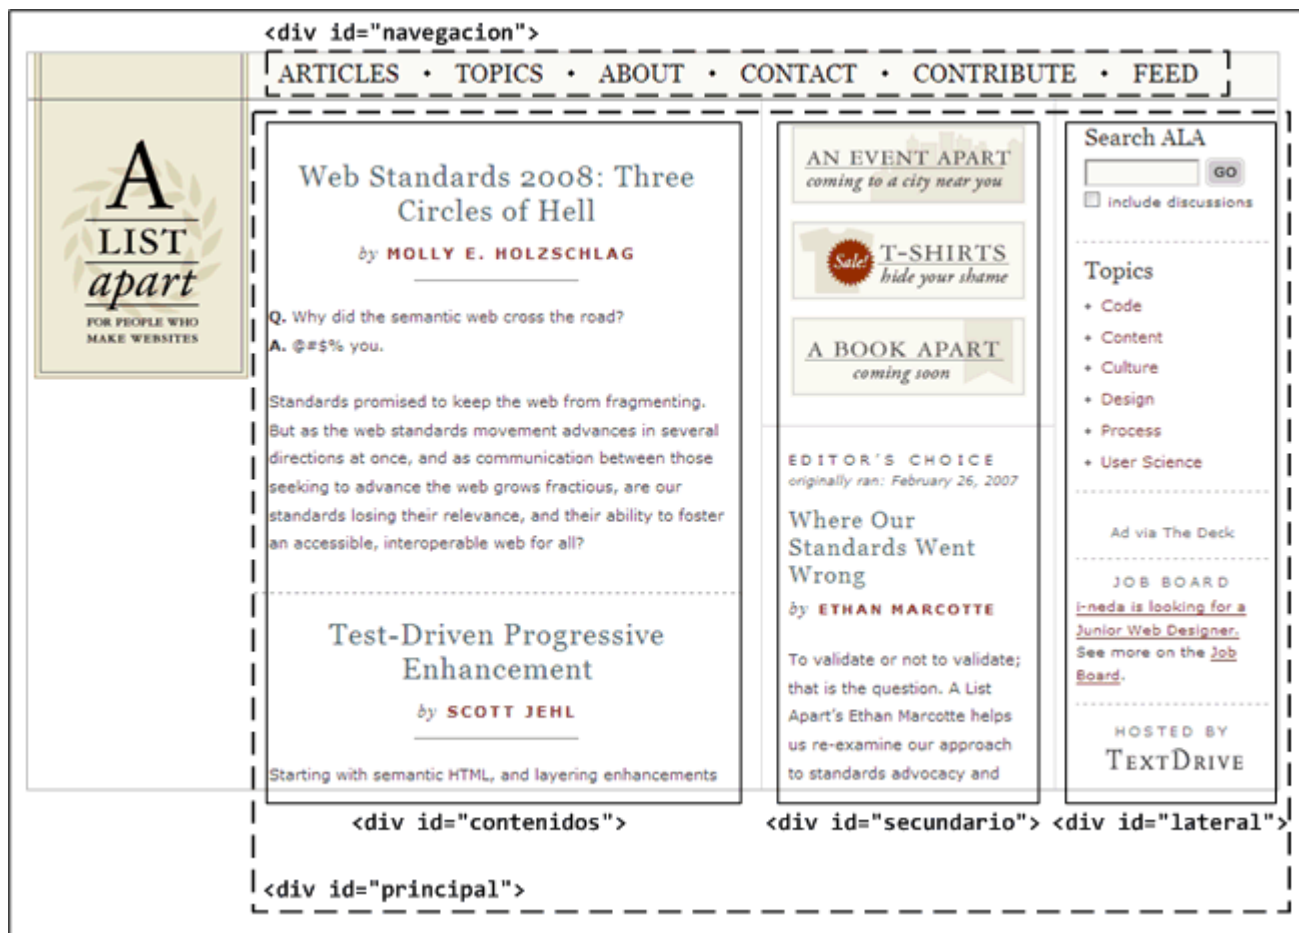 <div id="navegacion">
ARTICLES • TOPICS • ABOUT • CONTACT • CONTRIBUTE • FEED
A
LIST
apart
FOR PEOPLE WHO
MAKE WEBSITES
Web Standards 2008: Three
Circles of Hell
by MOLLY E. HOLZSCHLAG
Q. Why did the semantic web cross the road?
A. @#$% you.
Standards promised to keep the web from fragmenting.
But as the web standards movement advances in several
directions at once, and as communication between those
seeking to advance the web grows fractious, are our
standards losing their relevance, and their ability to foster
an accessible, interoperable web for all?
Test-Driven Progressive
Enhancement
by SCOTT JEHL
Starting with semantic HTML, and layering enhancements
<div id="contenidos">
AN EVENT APART
coming to a city near you
Sale!
T-SHIRTS
hide your shame
A BOOK APART
coming soon
EDITOR'S CHOICE
originally ran: February 26, 2007
Where Our
Standards Went
Wrong
by ETHAN MARCOTTE
To validate or not to validate;
that is the question. A List
Apart's Ethan Marcotte helps
us re-examine our approach
to standards advocacy and
<div id="secundario">
Search ALA
GO
include discussions
Topics
+ Code
+ Content
+ Culture
+ Design
+ Process
+ User Science
Ad via The Deck
JOB BOARD
i-neda is looking for a
Junior Web Designer.
See more on the Job
Board.
HOSTED BY
TEXTDRIVE
<div id="lateral">
<div id="principal">